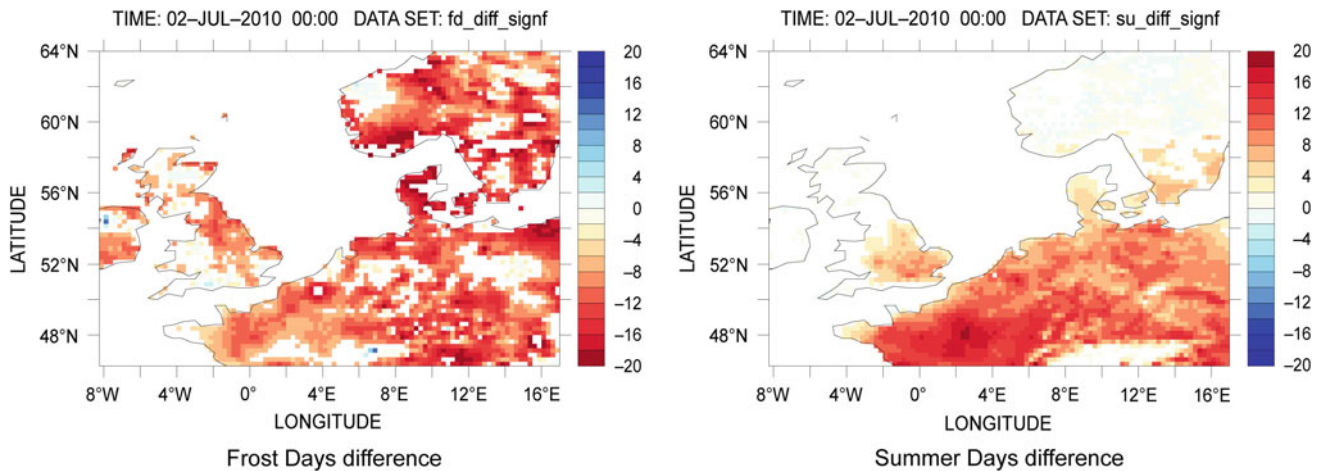 TIME: 02–JUL–2010 00:00 DATA SET: fd_diff_signf
64°N
60°N
56°N
52°N
48°N
LATITUDE
8°W
4°W
0°
4°E
8°E
12°E
16°E
LONGITUDE
20
16
12
8
4
0
–4
–8
–12
–16
–20
Frost Days difference
TIME: 02–JUL–2010 00:00 DATA SET: su_diff_signf
64°N
60°N
56°N
52°N
48°N
LATITUDE
8°W
4°W
0°
4°E
8°E
12°E
16°E
LONGITUDE
20
16
12
8
4
0
–4
–8
–12
–16
–20
Summer Days difference